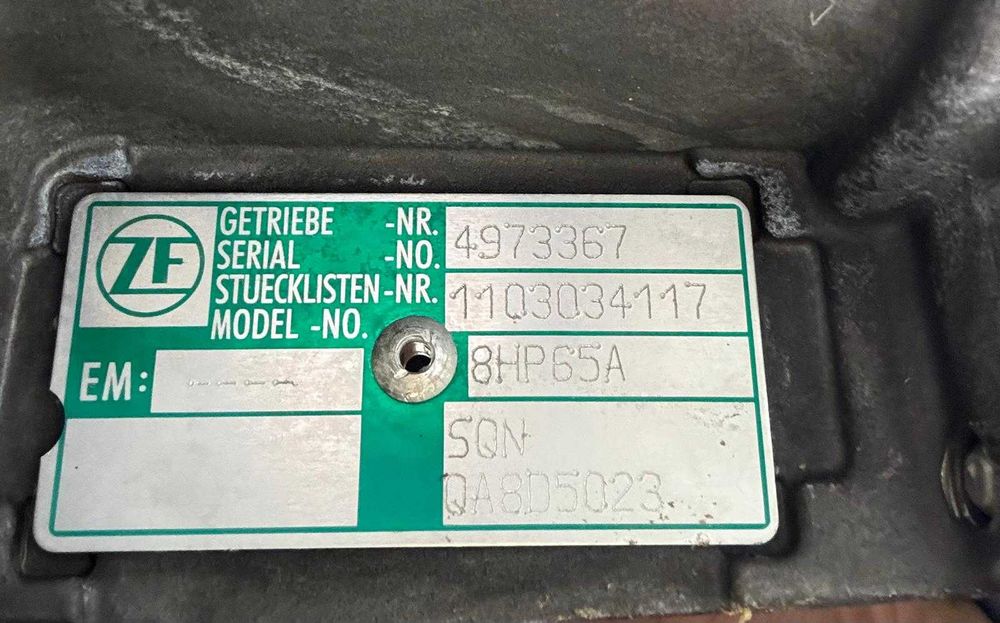 ZF
GETRIEBE -NR. 4973367
SERIAL -NO.
STUECKLISTEN-NR. 1103034117
MODEL -NO.
8HP65A
EM: ----
SQN
QA8D5023